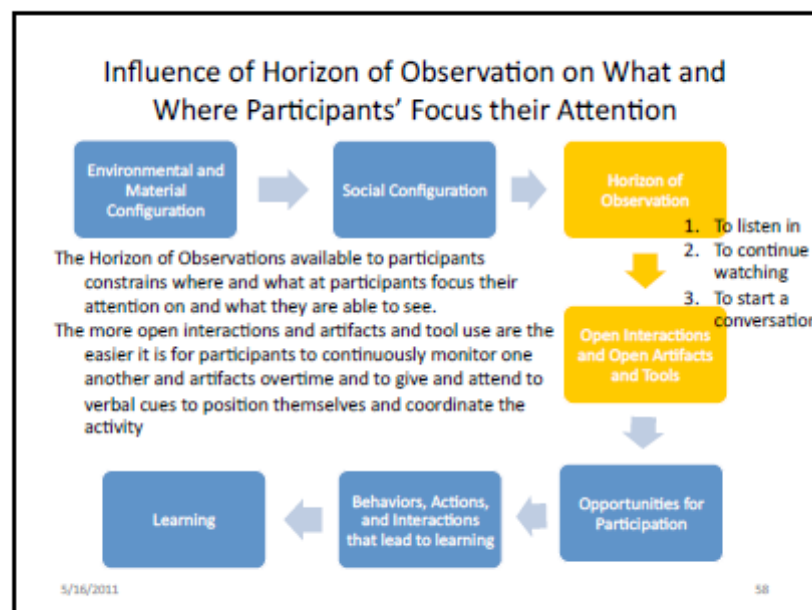 Influence of Horizon of Observation on What and
Where Participants' Focus their Attention
Environmental and
Material
Configuration
Social Configuration
Horizon of
Observation
1. To listen in
2. To continue
watching
3. To start a
conversation
The Horizon of Observations available to participants
constrains where and what at participants focus their
attention on and what they are able to see.
The more open interactions and artifacts and tool use are the
easier it is for participants to continuously monitor one
another and artifacts overtime and to give and attend to
verbal cues to position themselves and coordinate the
activity
Open Interactions
and Open Artifacts
and Tools
Opportunities for
Participation
Behaviors, Actions,
and Interactions
that lead to learning
Learning
5/16/2011
58